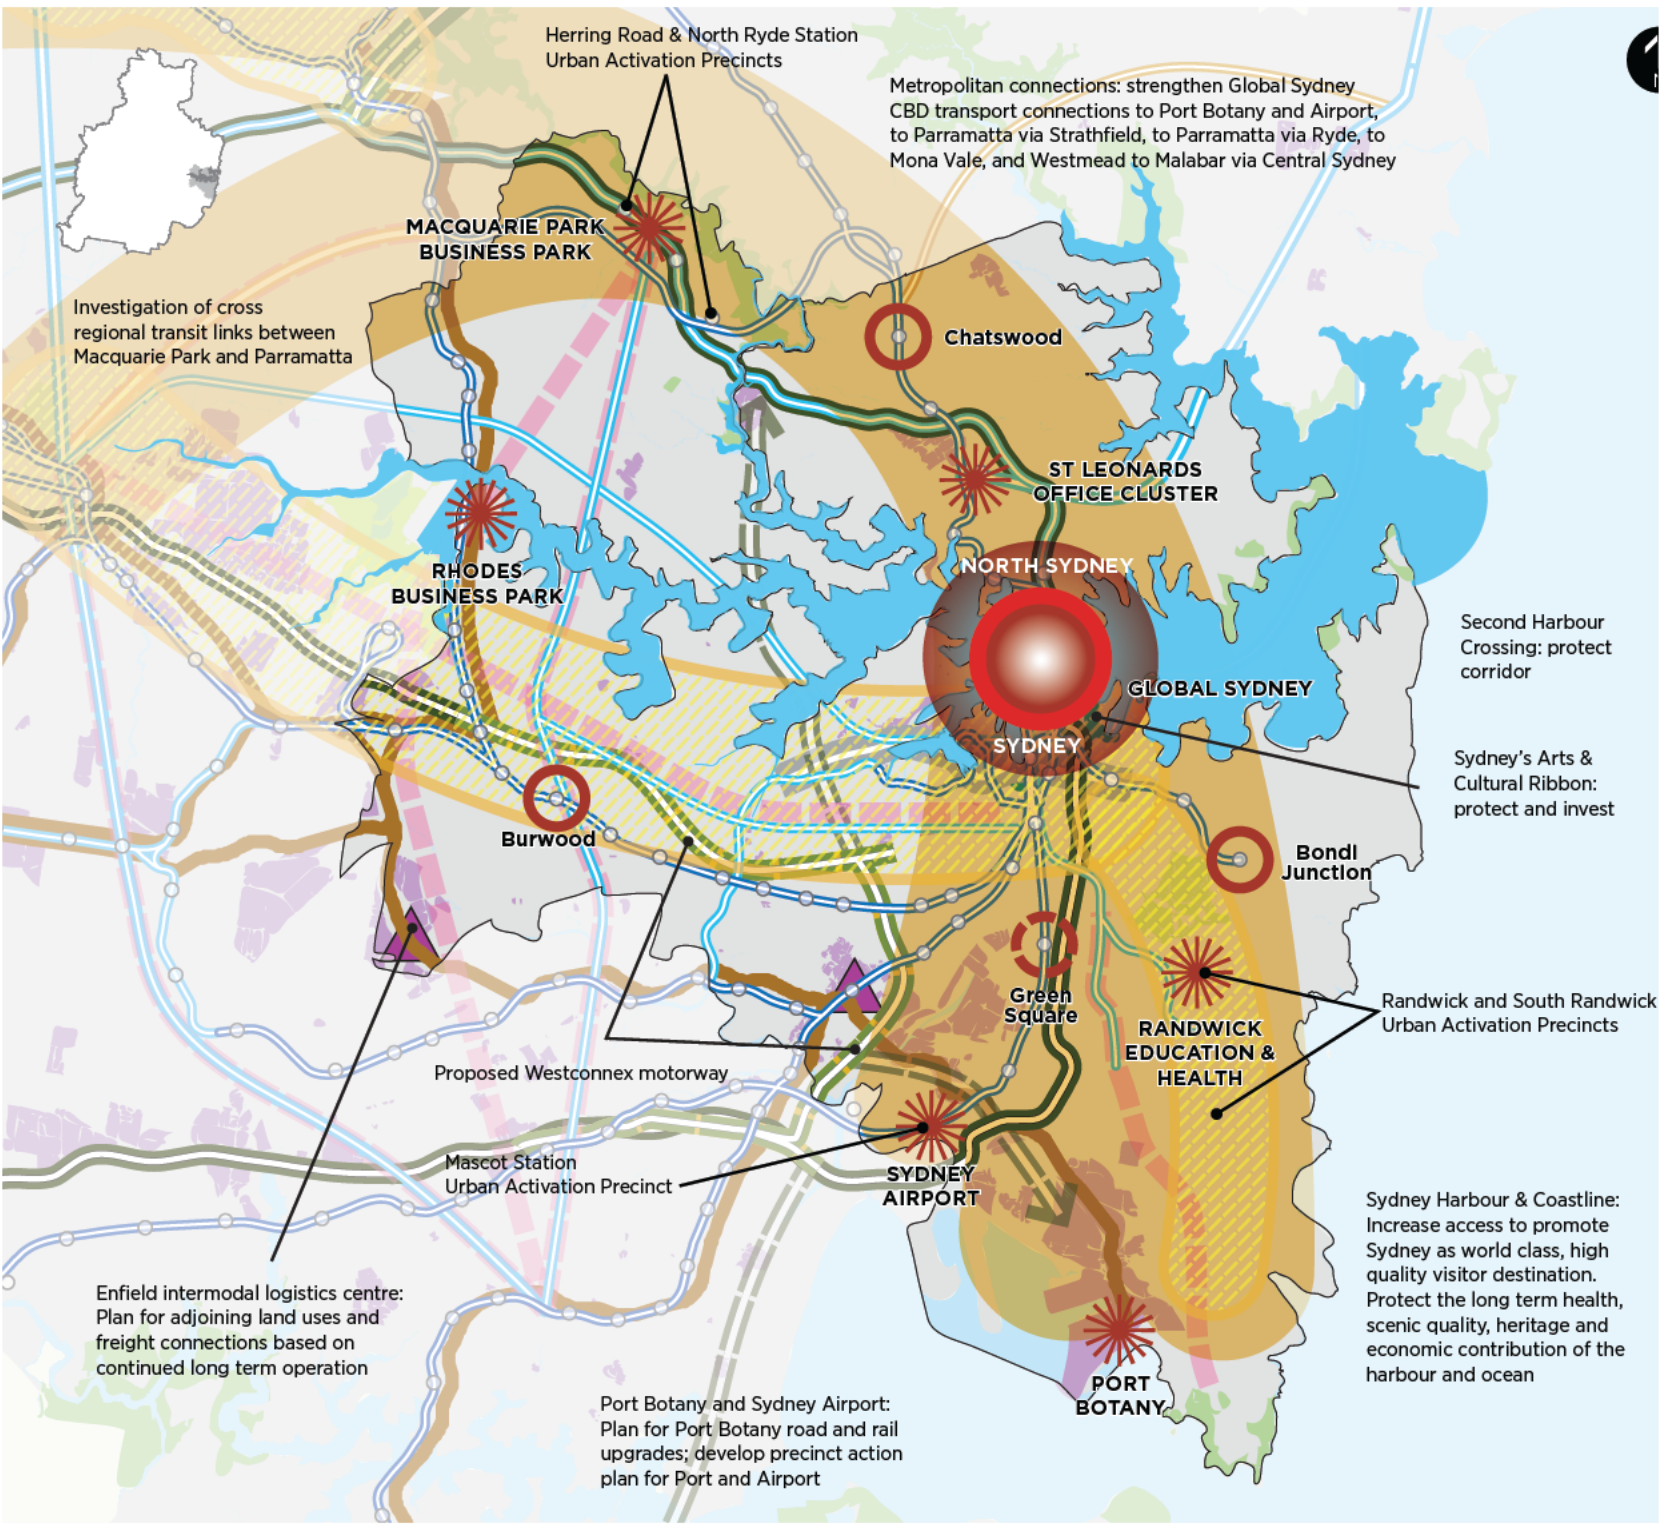 Herring Road & North Ryde Station
Urban Activation Precincts
Metropolitan connections: strengthen Global Sydney
CBD transport connections to Port Botany and Airport,
to Parramatta via Strathfield, to Parramatta via Ryde, to
Mona Vale, and Westmead to Malabar via Central Sydney
MACQUARIE PARK
BUSINESS PARK
Investigation of cross
regional transit links between
Macquarie Park and Parramatta
Chatswood
ST LEONARDS
OFFICE CLUSTER
RHODES
BUSINESS PARK
NORTH SYDNEY
GLOBAL SYDNEY
SYDNEY
Second Harbour
Crossing: protect
corridor
Sydney's Arts &
Cultural Ribbon:
protect and invest
Burwood
Bondi
Junction
Green
Square
RANDWICK
EDUCATION &
HEALTH
Randwick and South Randwick
Urban Activation Precincts
Proposed Westconnex motorway
Mascot Station
Urban Activation Precinct
SYDNEY
AIRPORT
Sydney Harbour & Coastline:
Increase access to promote
Sydney as world class, high
quality visitor destination.
Protect the long term health,
scenic quality, heritage and
economic contribution of the
harbour and ocean
Enfield intermodal logistics centre:
Plan for adjoining land uses and
freight connections based on
continued long term operation
PORT
BOTANY
Port Botany and Sydney Airport:
Plan for Port Botany road and rail
upgrades; develop precinct action
plan for Port and Airport